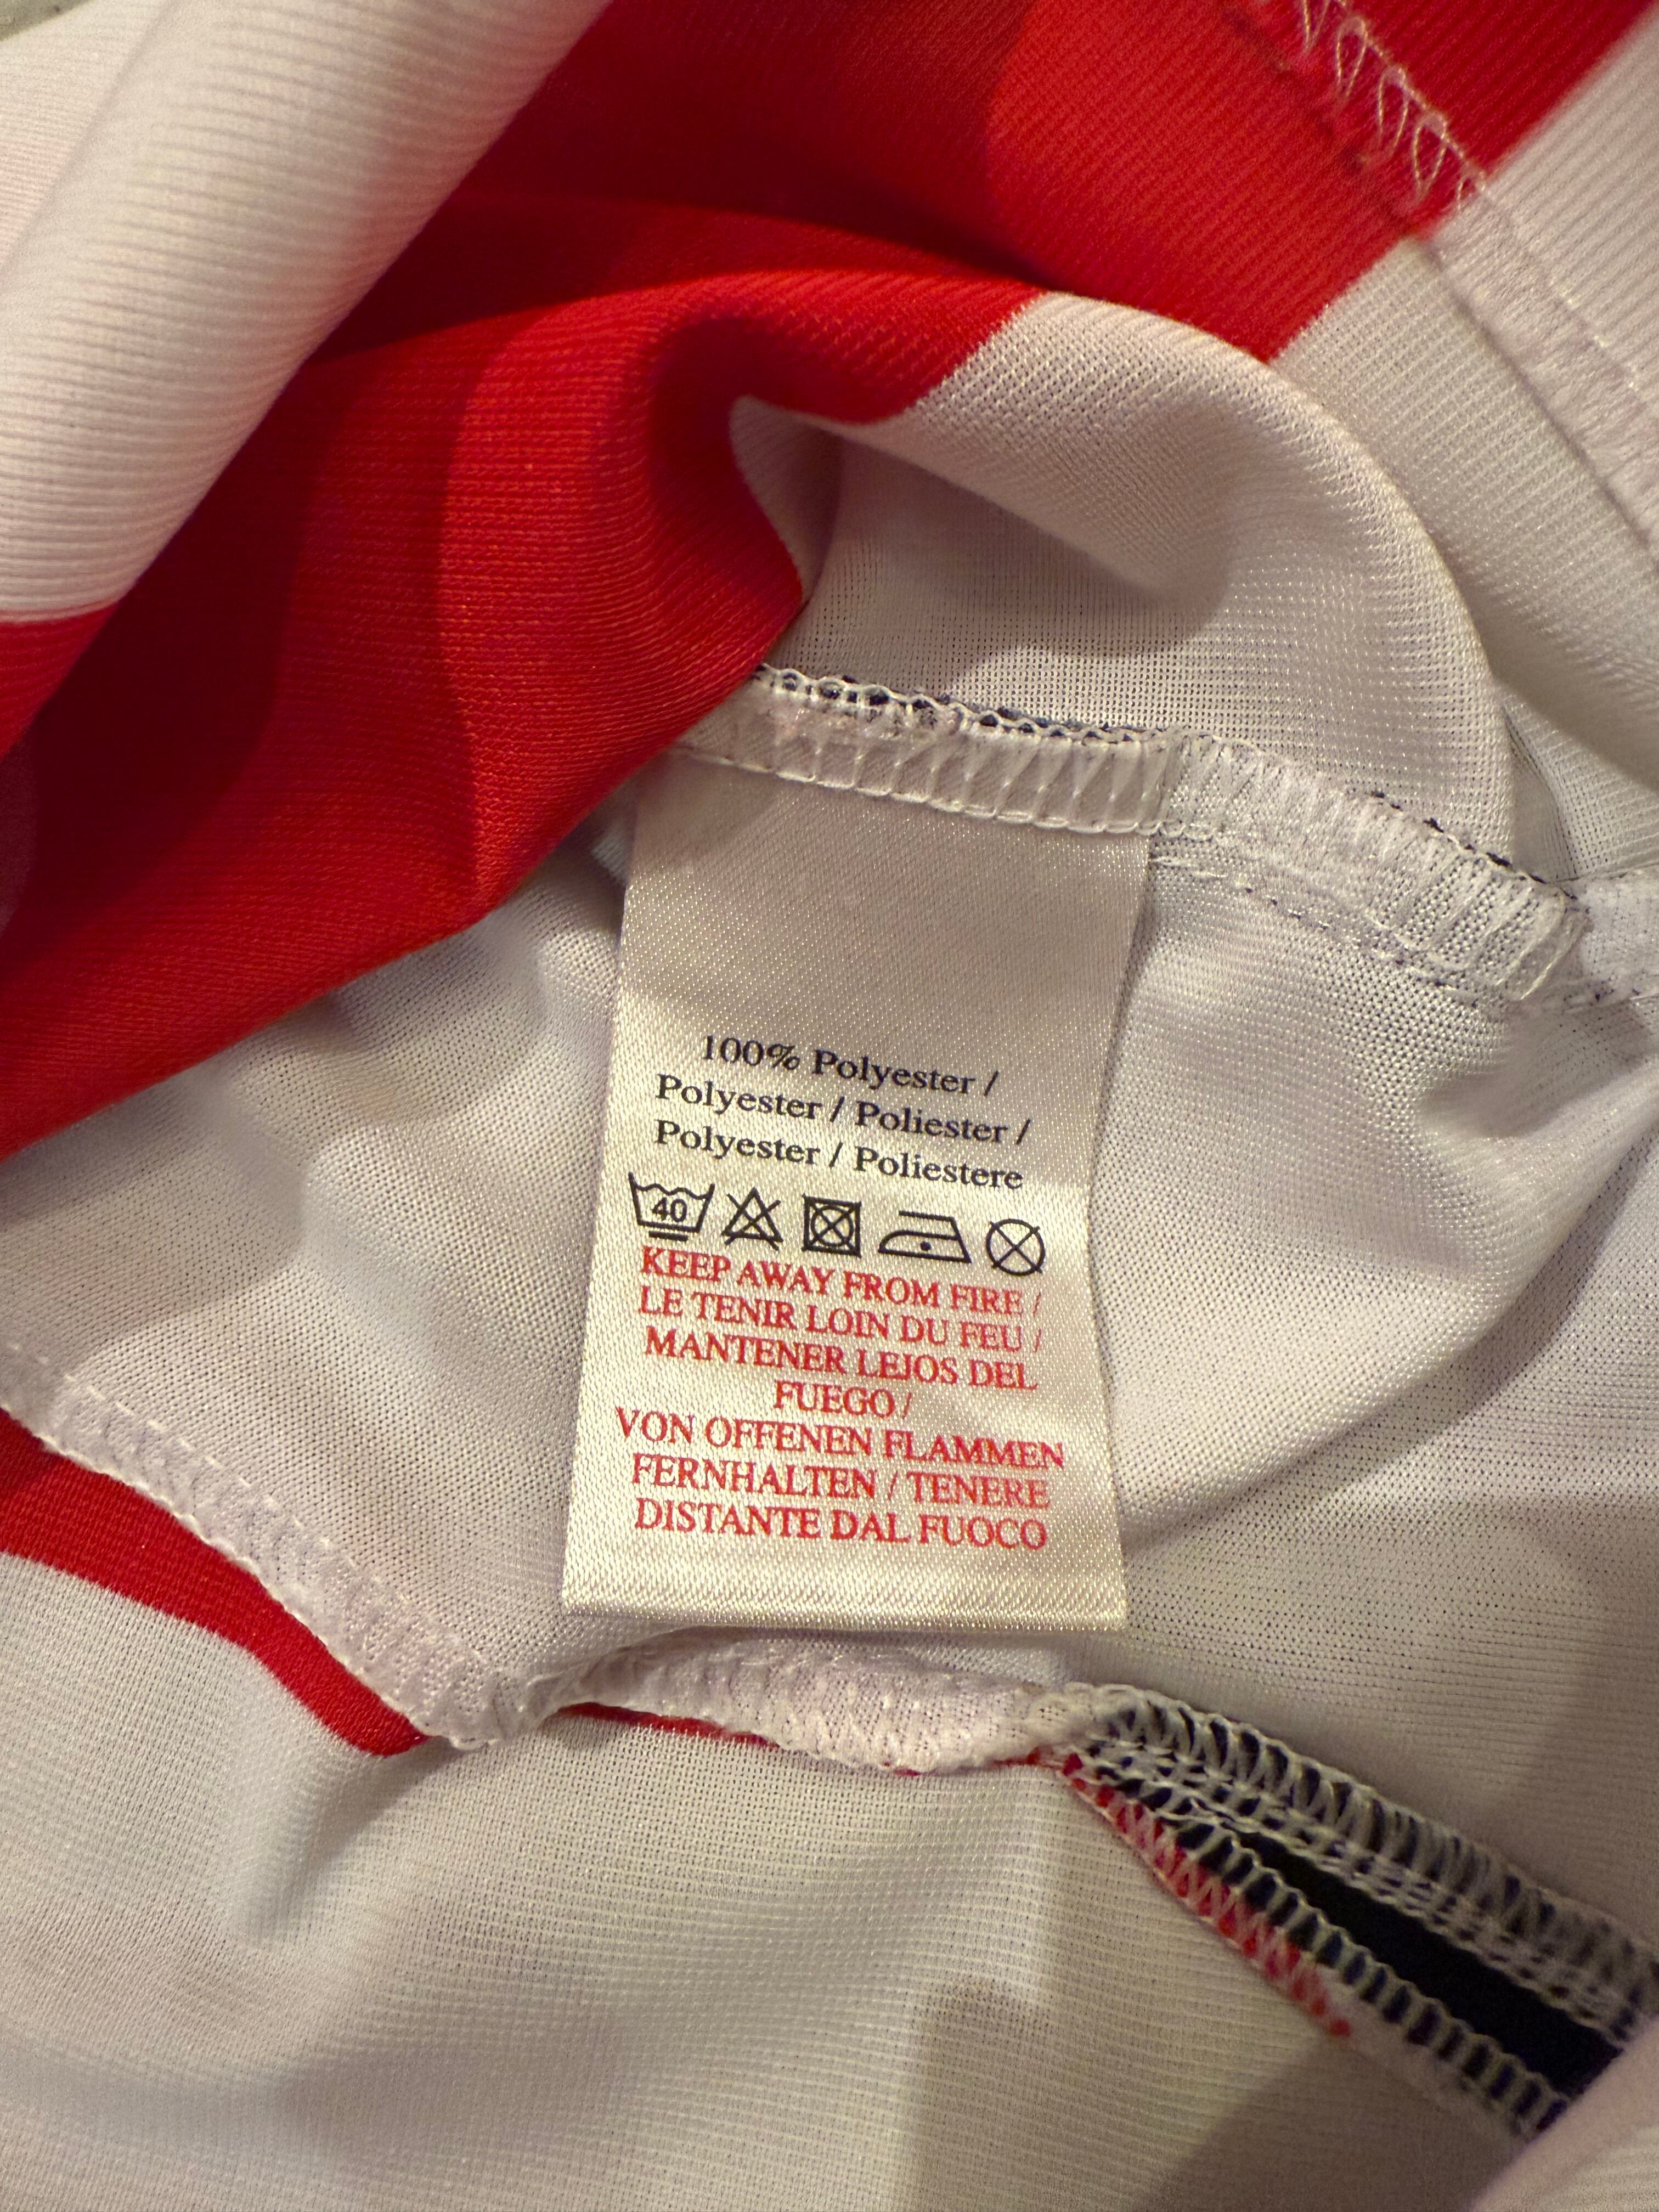 100% Polyester /
Polyester / Poliester /
Polyester / Poliestere
40
KEEP AWAY FROM FIRE /
LE TENIR LOIN DU FEU /
MANTENER LEJOS DEL
FUEGO /
VON OFFENEN FLAMMEN
FERNHALTEN / TENERE
DISTANTE DAL FUOCO